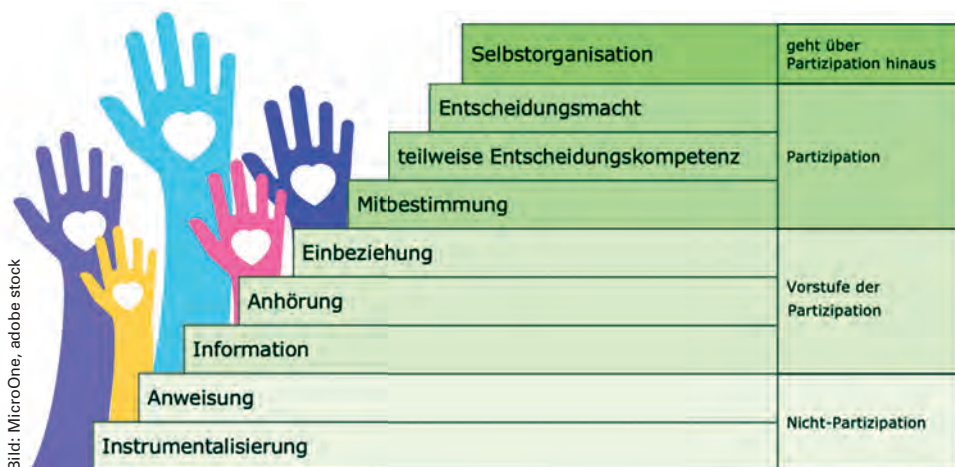 Selbstorganisation
geht über
Partizipation hinaus
Entscheidungsmacht
teilweise Entscheidungskompetenz
Mitbestimmung
Partizipation
Einbeziehung
Anhörung
Information
Vorstufe der
Partizipation
Anweisung
Instrumentalisierung
Nicht-Partizipation
Bild: MicroOne, adobe stock